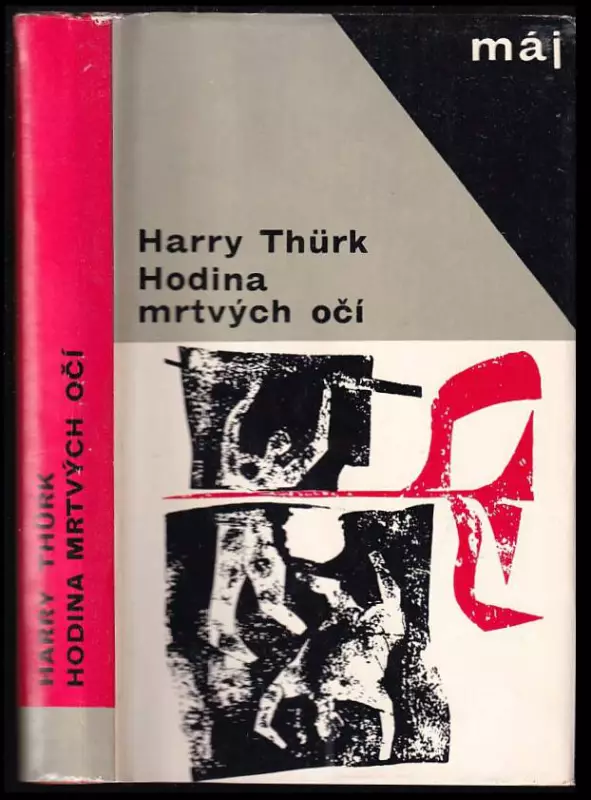 máj
Harry Thürk
Hodina
mrtvých očí
HARRY THÜRK
HODINA MRTVÝCH OČÍ